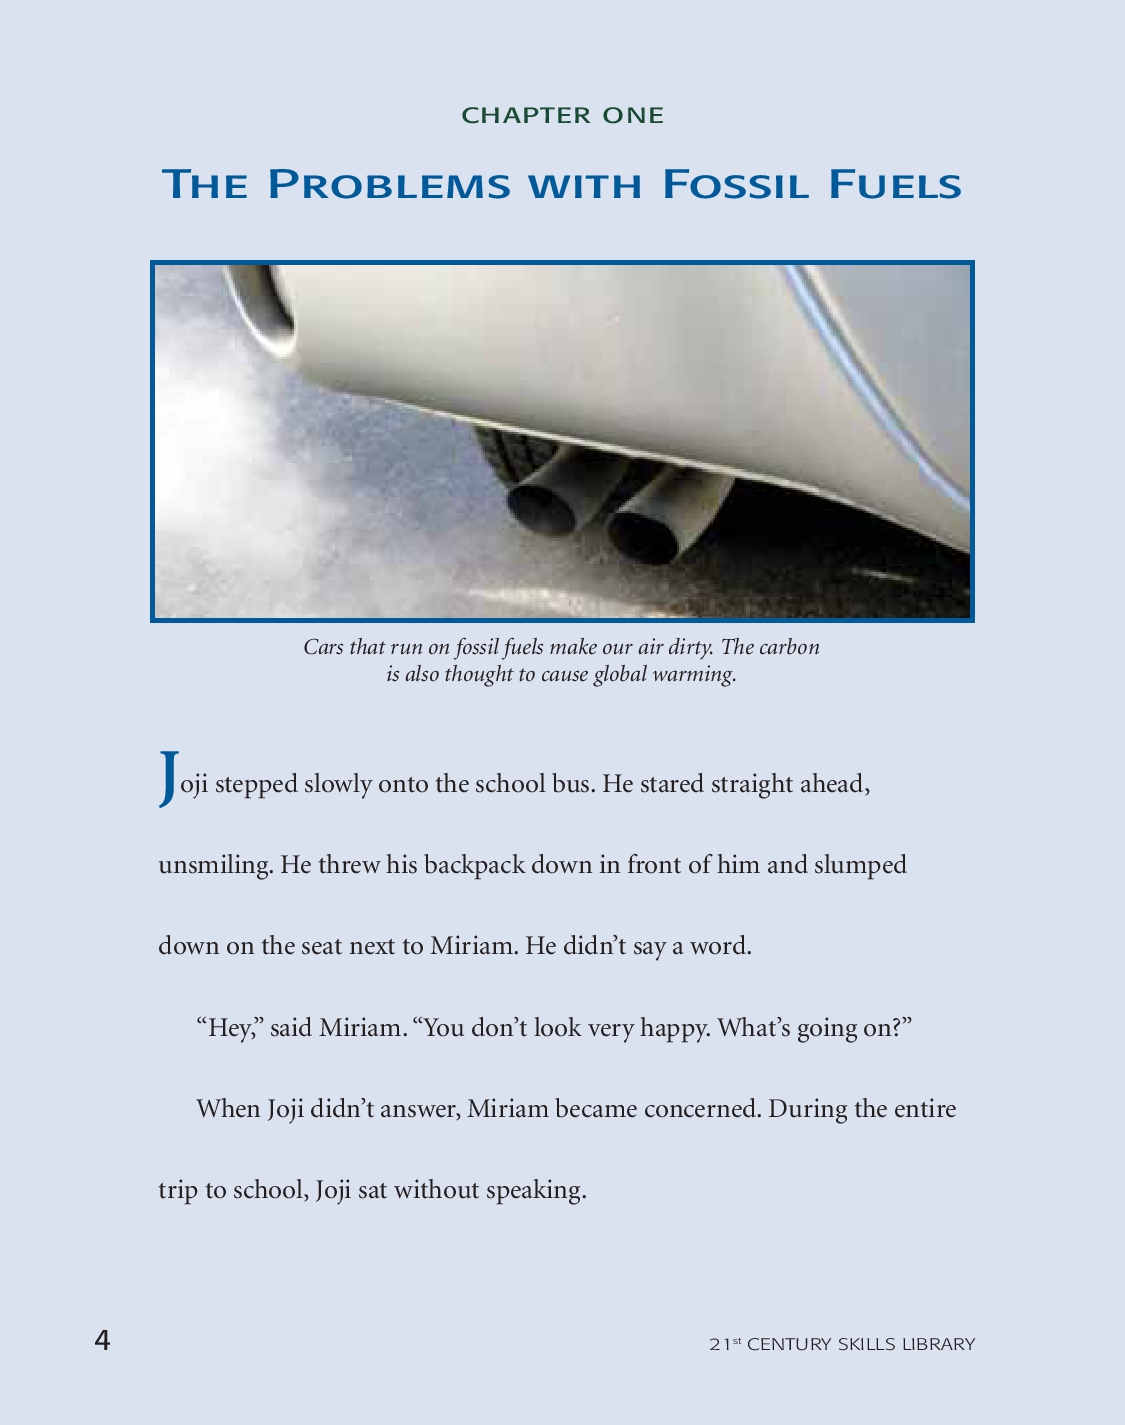 CHAPTER ONE
THE PROBLEMS WITH FOSSIL FUELS
Cars that run on fossil fuels make our air dirty. The carbon
is also thought to cause global warming.
Joji stepped slowly onto the school bus. He stared straight ahead,
unsmiling. He threw his backpack down in front of him and slumped
down on the seat next to Miriam. He didn’t say a word.
“Hey,” said Miriam. “You don’t look very happy. What’s going on?”
When Joji didn’t answer, Miriam became concerned. During the entire
trip to school, Joji sat without speaking.
4
21st CENTURY SKILLS LIBRARY